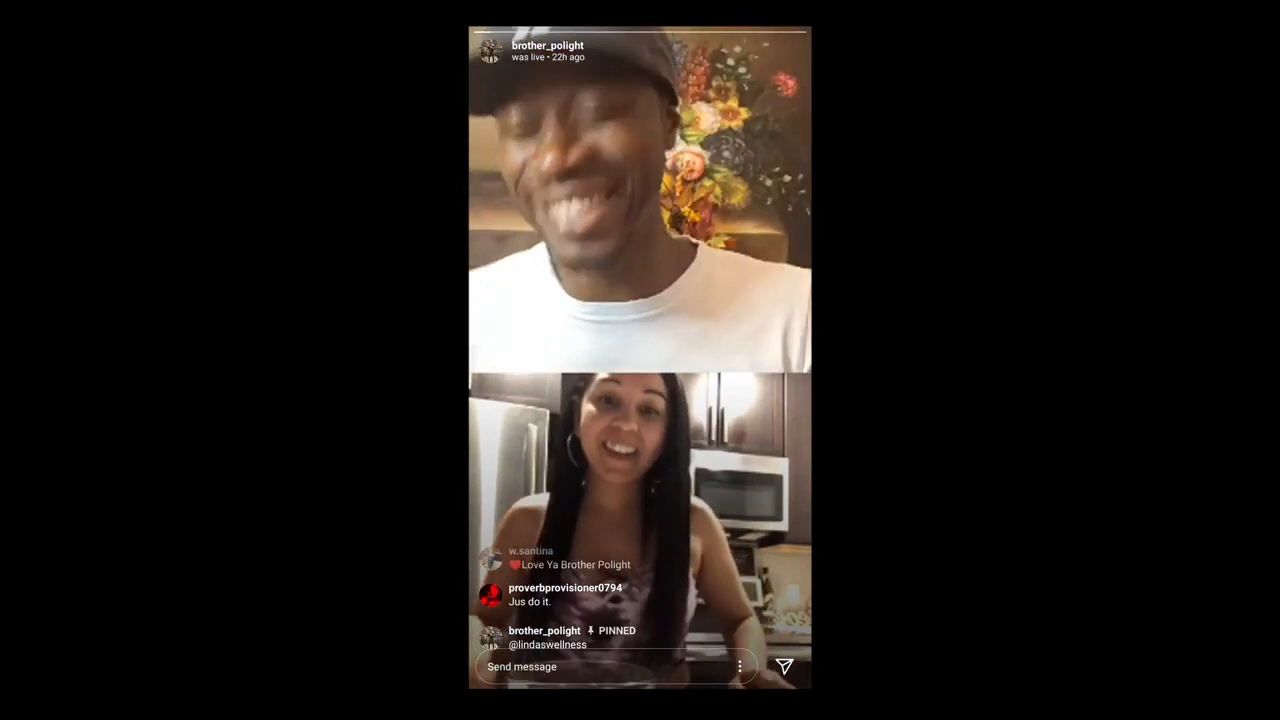 brother_polight
was live • 22h ago
w.santina
❤️Love Ya Brother Polight
proverbprovisioner0794
Jus do it.
brother_polight PINNED
@lindaswellness
Send message